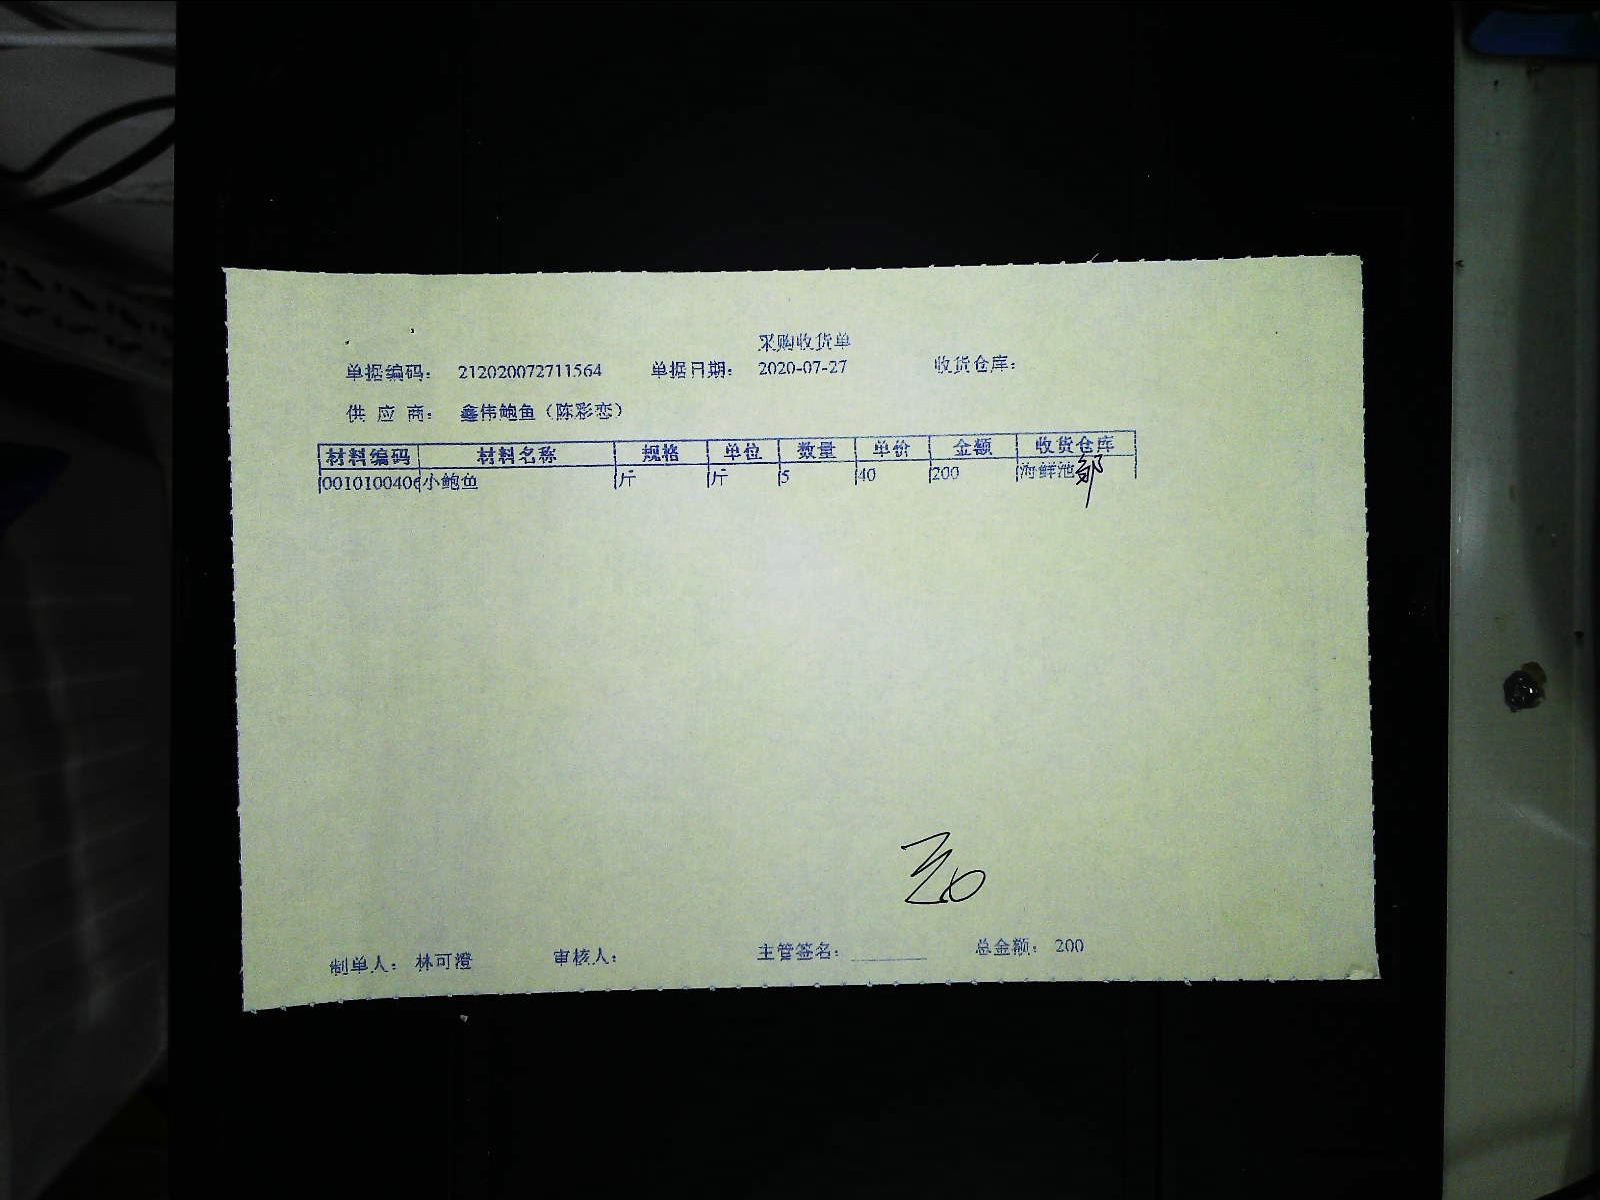 采购收货单
单据编码： 212020072711564 单据日期： 2020-07-27 收货仓库：
供 应 商： 鑫伟鲍鱼（陈彩恋）
材料编码 材料名称 规格 单位 数量 单价 金额 收货仓库
0010100406 小鲍鱼 斤 斤 5 40 200 海鲜池
制单人： 林可澄 审核人： 主管签名： 总金额： 200